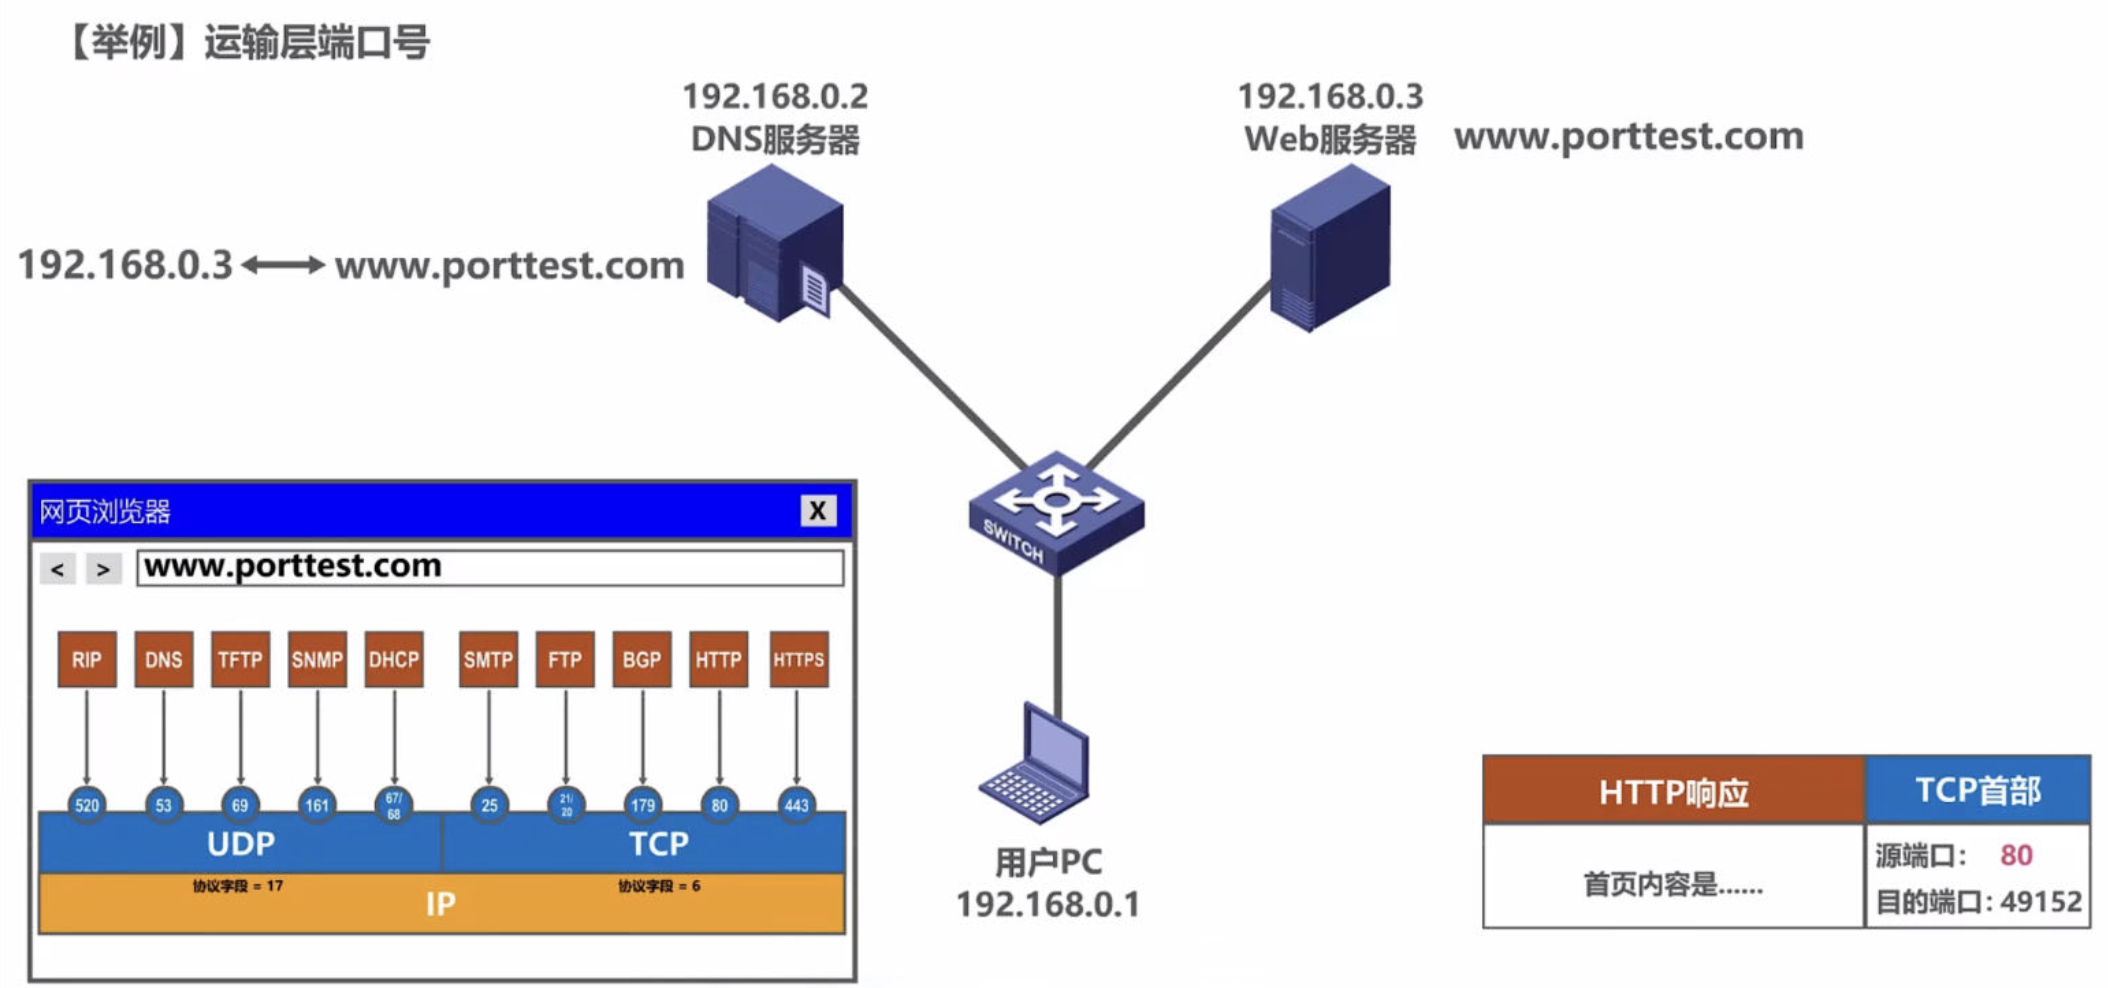 【举例】运输层端口号
192.168.0.2
DNS服务器
192.168.0.3
Web服务器
www.porttest.com
192.168.0.3
www.porttest.com
SWITCH
网页浏览器
X
<
>
www.porttest.com
RIP
DNS
TFTP
SNMP
DHCP
SMTP
FTP
BGP
HTTP
HTTPS
520
53
69
161
67/
68
25
21/
20
179
80
443
UDP
TCP
协议字段 = 17
协议字段 = 6
IP
用户PC
192.168.0.1
HTTP响应
TCP首部
首页内容是......
源端口： 80
目的端口：49152